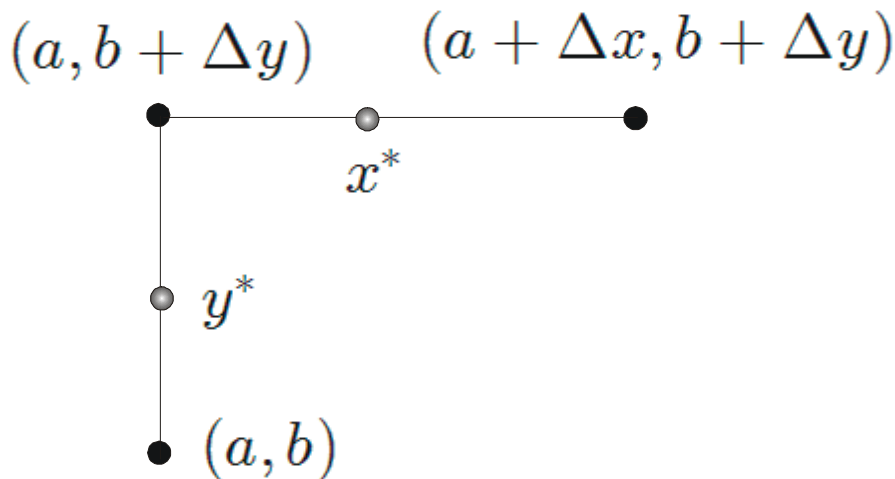 (a, b + Δy) (a + Δx, b + Δy)
x*
y*
(a, b)